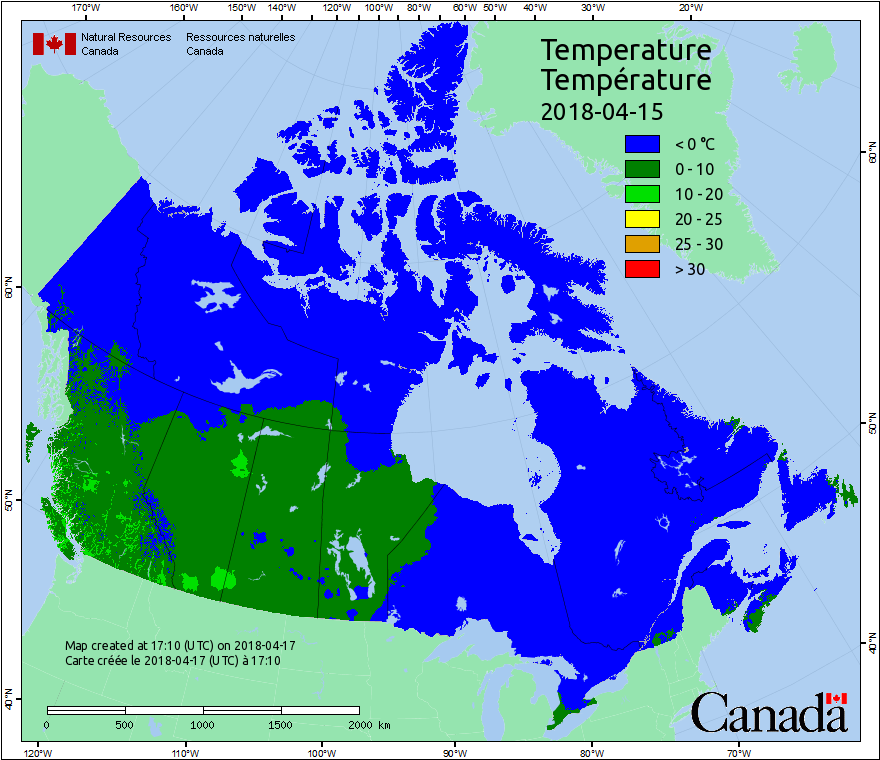 170°W 160°W 150°W 140°W 130°W 120°W 110°W 100°W 90°W 80°W 70°W 60°W 50°W 40°W 30°W 20°W
Natural Resources Ressources naturelles
Canada Canada
Temperature
Température
2018-04-15
< 0 °C
0 - 10
10 - 20
20 - 25
25 - 30
> 30
60°N
60°N
50°N
50°N
40°N
40°N
Map created at 17:10 (UTC) on 2018-04-17
Carte créée le 2018-04-17 (UTC) à 17:10
0 500 1000 1500 2000 km
Canada
120°W 110°W 100°W 90°W 80°W 70°W